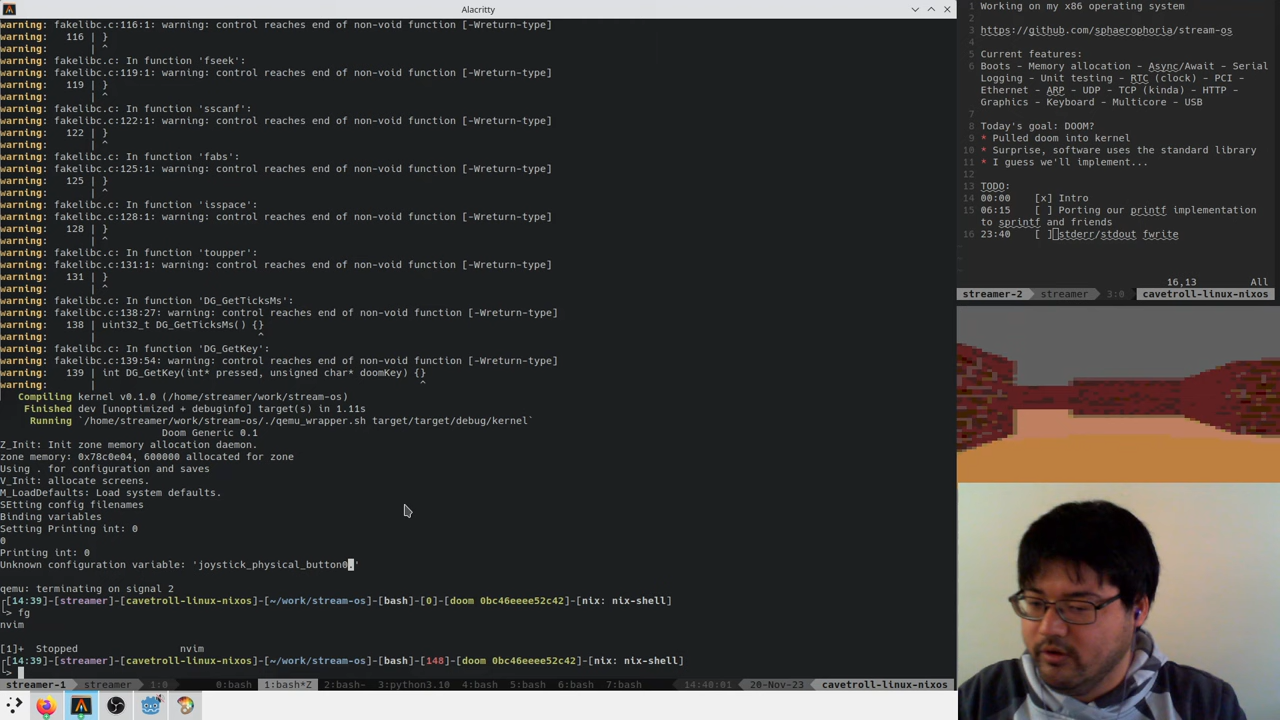 Alacritty
warning: fakelibc.c:116:1: warning: control reaches end of non-void function [-Wreturn-type]
warning:   116 | }
warning:       | ^
warning: fakelibc.c: In function 'fseek':
warning: fakelibc.c:119:1: warning: control reaches end of non-void function [-Wreturn-type]
warning:   119 | }
warning:       | ^
warning: fakelibc.c: In function 'sscanf':
warning: fakelibc.c:122:1: warning: control reaches end of non-void function [-Wreturn-type]
warning:   122 | }
warning:       | ^
warning: fakelibc.c: In function 'fabs':
warning: fakelibc.c:125:1: warning: control reaches end of non-void function [-Wreturn-type]
warning:   125 | }
warning:       | ^
warning: fakelibc.c: In function 'isspace':
warning: fakelibc.c:128:1: warning: control reaches end of non-void function [-Wreturn-type]
warning:   128 | }
warning:       | ^
warning: fakelibc.c: In function 'toupper':
warning: fakelibc.c:131:1: warning: control reaches end of non-void function [-Wreturn-type]
warning:   131 | }
warning:       | ^
warning: fakelibc.c: In function 'DG_GetTicksMs':
warning: fakelibc.c:138:27: warning: control reaches end of non-void function [-Wreturn-type]
warning:   138 | uint32_t DG_GetTicksMs() {}
warning:       |                           ^
warning: fakelibc.c: In function 'DG_GetKey':
warning: fakelibc.c:139:54: warning: control reaches end of non-void function [-Wreturn-type]
warning:   139 | int DG_GetKey(int* pressed, unsigned char* doomKey) {}
warning:       |                                                      ^
Compiling kernel v0.1.0 (/home/streamer/work/stream-os)
Finished dev [unoptimized + debuginfo] target(s) in 1.11s
Running `/home/streamer/work/stream-os/./qemu_wrapper.sh target/target/debug/kernel`
Doom Generic 0.1
Z_Init: Init zone memory allocation daemon.
zone memory: 0x78c0e04, 600000 allocated for zone
Using . for configuration and saves
V_Init: allocate screens.
M_LoadDefaults: Load system defaults.
SEtting config filenames
Binding variables
Setting Printing int: 0
0
Printing int: 0
Unknown configuration variable: 'joystick_physical_button0.'
qemu: terminating on signal 2
┌[14:39]-[streamer]-[cavetroll-linux-nixos]-[~/work/stream-os]-[bash]-[0]-[doom 0bc46eeee52c42]-[nix: nix-shell]
└> fg
nvim
[1]+  Stopped                 nvim
┌[14:39]-[streamer]-[cavetroll-linux-nixos]-[~/work/stream-os]-[bash]-[148]-[doom 0bc46eeee52c42]-[nix: nix-shell]
└>
streamer-1 streamer 1:0 0:bash 1:bash*Z 2:bash- 3:python3.10 4:bash 5:bash 6:bash 7:bash 14:40:01 20-Nov-23 cavetroll-linux-nixos
1 Working on my x86 operating system
3 https://github.com/sphaerophoria/stream-os
5 Current features:
6 Boots - Memory allocation - Async/Await - Serial
Logging - Unit testing - RTC (clock) - PCI -
Ethernet - ARP - UDP - TCP (kinda) - HTTP -
Graphics - Keyboard - Multicore - USB
7
8 Today's goal: DOOM?
9 * Pulled doom into kernel
10 * Surprise, software uses the standard library
11 * I guess we'll implement...
12
13 TODO:
14 00:00    [x] Intro
15 06:15    [ ] Porting our printf implementation
to sprintf and friends
16 23:40    [ ] stderr/stdout fwrite
16,13 All
streamer-2 streamer 3:0 cavetroll-linux-nixos